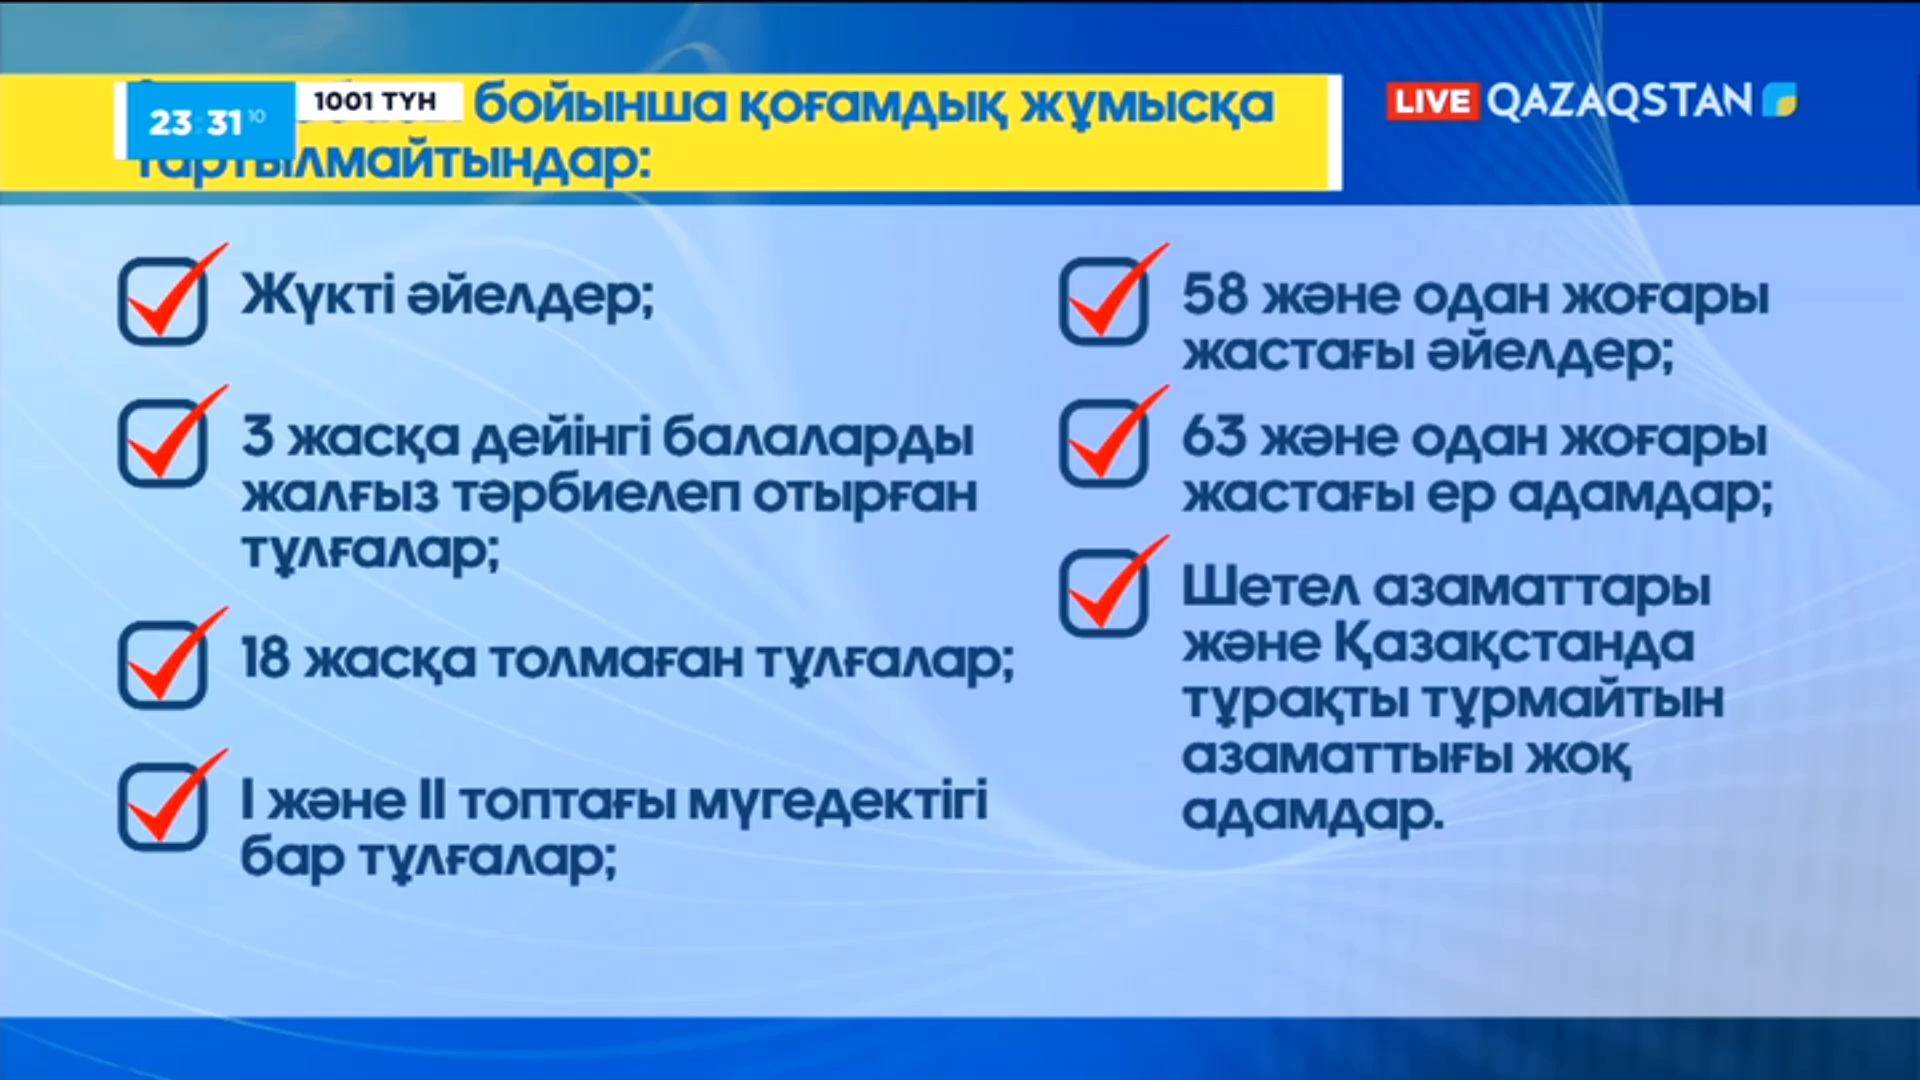 23:31 10
1001 ТҮН
LIVE QAZAQSTAN
бойынша қоғамдық жұмысқа
тартылмайтындар:
Жүкті әйелдер;
3 жасқа дейінгі балаларды
жалғыз тәрбиелеп отырған
тұлғалар;
18 жасқа толмаған тұлғалар;
I және II топтағы мүгедектігі
бар тұлғалар;
58 және одан жоғары
жастағы әйелдер;
63 және одан жоғары
жастағы ер адамдар;
Шетел азаматтары
және Қазақстанда
тұрақты тұрмайтын
азаматтығы жоқ
адамдар.